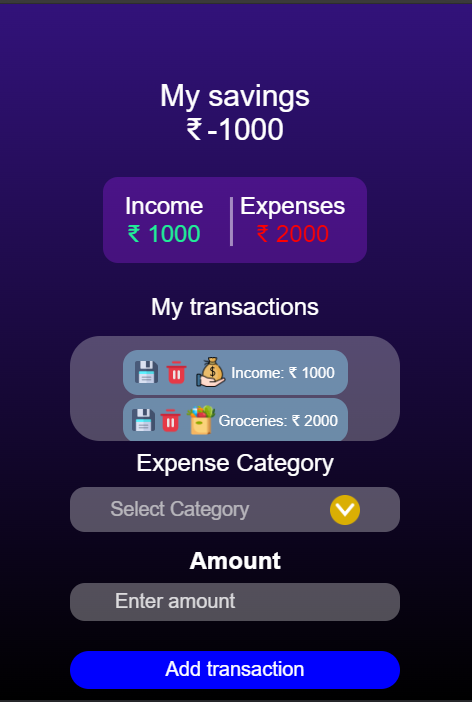 My savings
₹ -1000
Income Expenses
₹ 1000 ₹ 2000
My transactions
Income: ₹ 1000
Groceries: ₹ 2000
Expense Category
Select Category
Amount
Enter amount
Add transaction